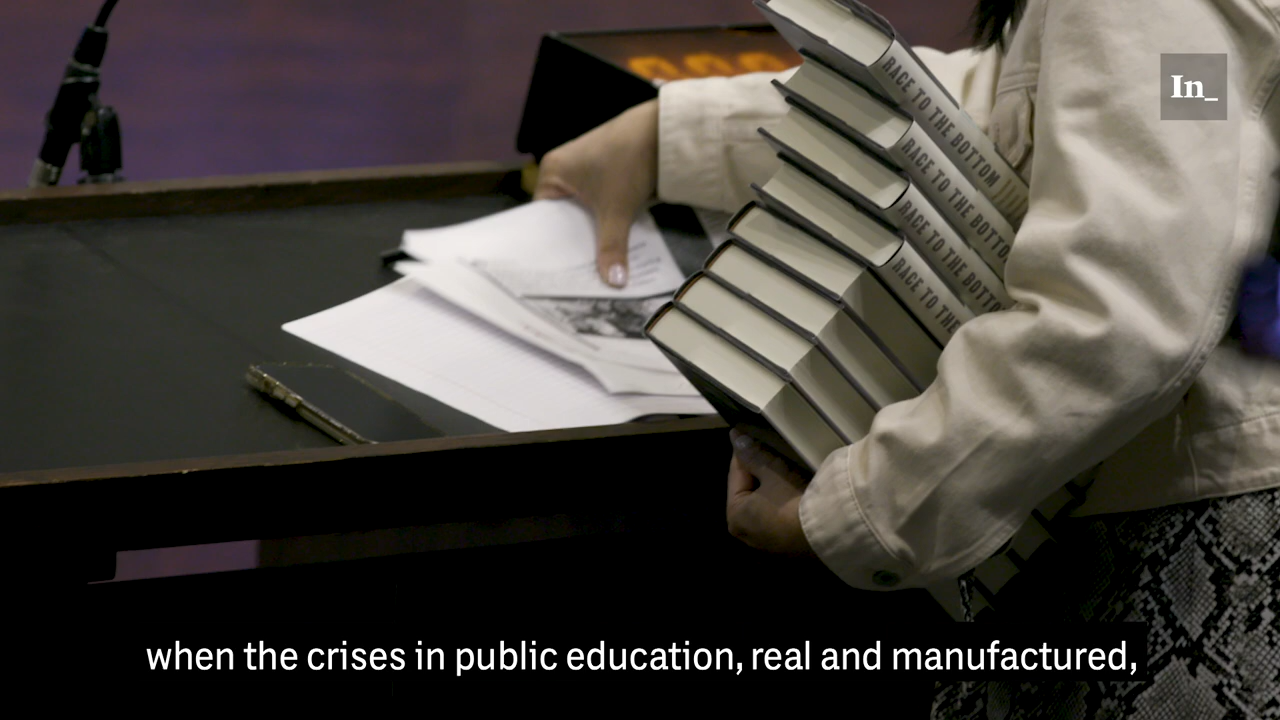 In_
RACE TO THE BOTTOM
RACE TO THE BOTTOM
RACE TO THE BOTTOM
RACE TO THE
when the crises in public education, real and manufactured,